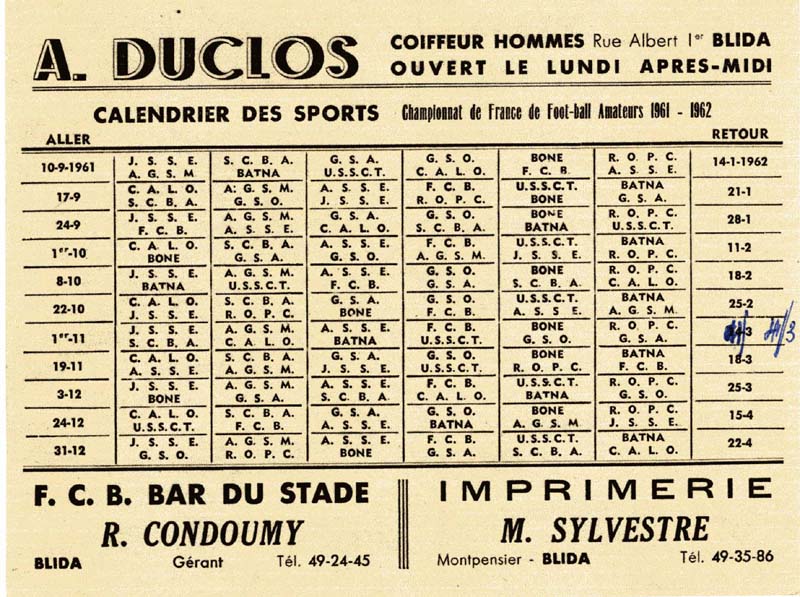 A. DUCLOS COIFFEUR HOMMES Rue Albert 1er BLIDA
OUVERT LE LUNDI APRES-MIDI
CALENDRIER DES SPORTS Championnat de France de Foot-ball Amateurs 1961 - 1962
ALLER RETOUR
10-9-1961 J. S. S. E. S. C. B. A. G. S. A. G. S. O. BONE R. O. P. C. 14-1-1962
A. G. S. M BATNA U.S.S.C.T. C. A. L. O. F. C. B. A. S. S. E.
17-9 C. A. L. O. A: G. S. M. A. S. S. E. F. C. B. U.S.S.C.T. BATNA 21-1
S. C. B. A. G. S. O. J. S. S. E. R. O. P. C. BONE G. S. A.
24-9 J. S. S. E. A. G. S. M. G. S. A. G. S. O. BONE R. O. P. C. 28-1
F. C. B. A. S. S. E. C. A. L. O. S. C. B. A. BATNA U.S.S.C.T.
1er-10 C. A. L. O. S. C. B. A. A. S. S. E. F. C. B. U.S.S.C.T. BATNA 11-2
BONE G. S. A. G. S. O. A. G. S. M. J. S. S. E. R. O. P. C.
8-10 J. S. S. E. A. G. S. M. A. S. S. E. G. S. O. BONE R. O. P. C. 18-2
BATNA U.S.S.C.T. F. C. B. G. S. A. S. C. B. A. C. A. L. O.
22-10 C. A. L. O. S. C. B. A. G. S. A. G. S. O. U.S.S.C.T. BATNA 25-2
J. S. S. E. R. O. P. C. BONE F. C. B. A. S. S. E. A. G. S. M.
1er-11 J. S. S. E. A. G. S. M. A. S. S. E. F. C. B. BONE R. O. P. C. 4/3 11/3
S. C. B. A. C. A. L. O. BATNA U.S.S.C.T. G. S. O. G. S. A.
19-11 C. A. L. O. S. C. B. A. G. S. A. G. S. O. BONE BATNA 18-3
A. S. S. E. A. G. S. M. J. S. S. E. U.S.S.C.T. R. O. P. C. F. C. B.
3-12 J. S. S. E. A. G. S. M. A. S. S. E. F. C. B. U.S.S.C.T. R. O. P. C. 25-3
BONE G. S. A. S. C. B. A. C. A. L. O. BATNA G. S. O.
24-12 C. A. L. O. S. C. B. A. G. S. A. G. S. O. BONE R. O. P. C. 15-4
U.S.S.C.T. F. C. B. A. S. S. E. BATNA A. G. S. M J. S. S. E.
31-12 J. S. S. E. A. G. S. M. A. S. S. E. F. C. B. U.S.S.C.T. BATNA 22-4
G. S. O. R. O. P. C. BONE G. S. A. S. C. B. A. C. A. L. O.
F. C. B. BAR DU STADE
R. CONDOUMY
BLIDA Gérant Tél. 49-24-45
IMPRIMERIE
M. SYLVESTRE
Montpensier - BLIDA Tél. 49-35-86